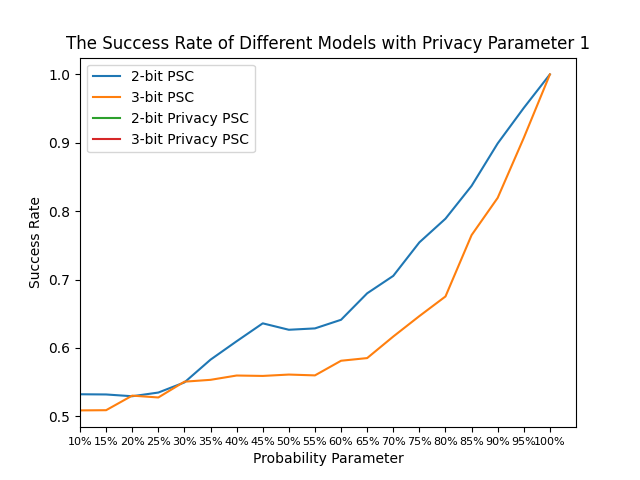 The Success Rate of Different Models with Privacy Parameter 1
2-bit PSC
3-bit PSC
2-bit Privacy PSC
3-bit Privacy PSC
1.0
0.9
0.8
0.7
0.6
0.5
Success Rate
10% 15% 20% 25% 30% 35% 40% 45% 50% 55% 60% 65% 70% 75% 80% 85% 90% 95% 100%
Probability Parameter